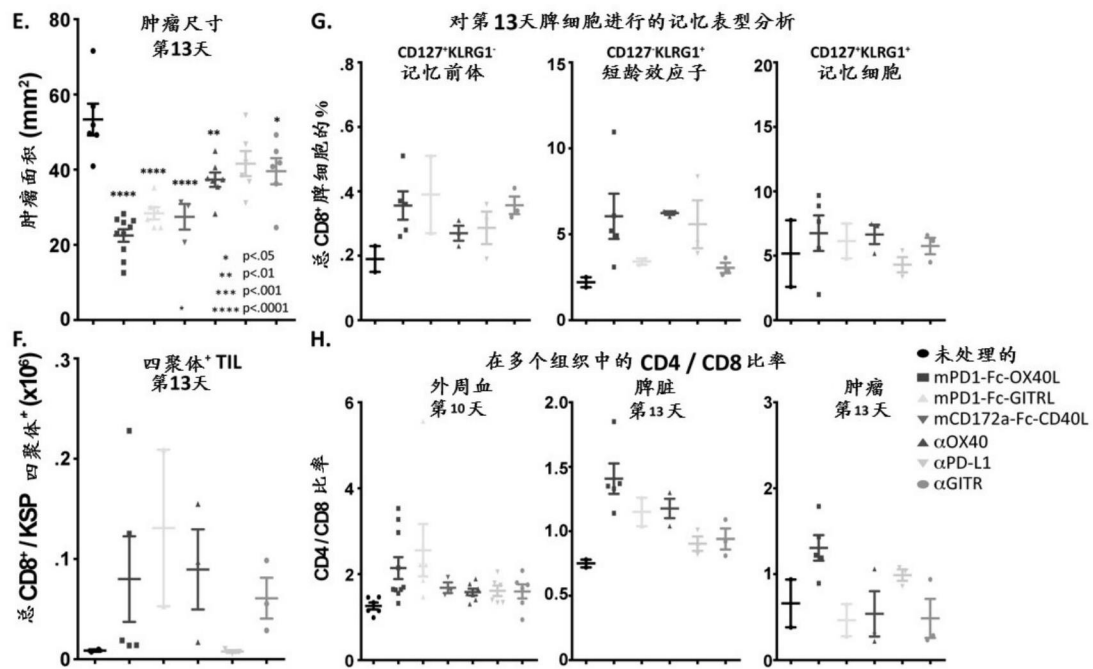 E.
肿瘤尺寸
第13天
肿瘤面积 (mm²)
80
60
40
20
0
****
****
****
**
*
* p<.05
** p<.01
*** p<.001
**** p<.0001
G.
对第13天脾细胞进行的记忆表型分析
总CD8⁺脾细胞的%
CD127⁺KLRG1⁻
记忆前体
.8
.6
.4
.2
0
CD127⁻KLRG1⁺
短龄效应子
15
10
5
0
CD127⁺KLRG1⁺
记忆细胞
20
15
10
5
0
F.
四聚体⁺ TIL
第13天
总CD8⁺/KSP 四聚体⁺ (x10⁶)
.3
.2
.1
0
H.
在多个组织中的 CD4 / CD8 比率
CD4/CD8 比率
外周血
第10天
6
4
2
0
脾脏
第13天
2.0
1.5
1.0
0.5
0.0
肿瘤
第13天
3
2
1
0
未处理的
mPD1-Fc-OX40L
mPD1-Fc-GITRL
mCD172a-Fc-CD40L
αOX40
αPD-L1
αGITR